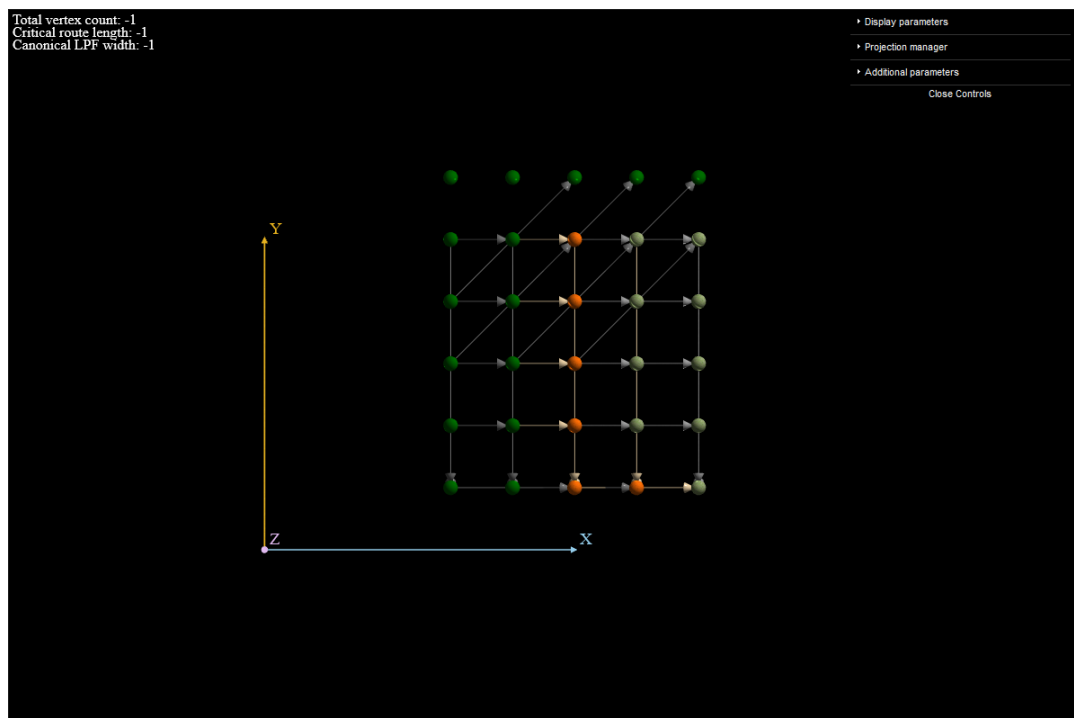 Total vertex count: -1
Critical route length: -1
Canonical LPF width: -1
Display parameters
Projection manager
Additional parameters
Close Controls
Y
Z
X